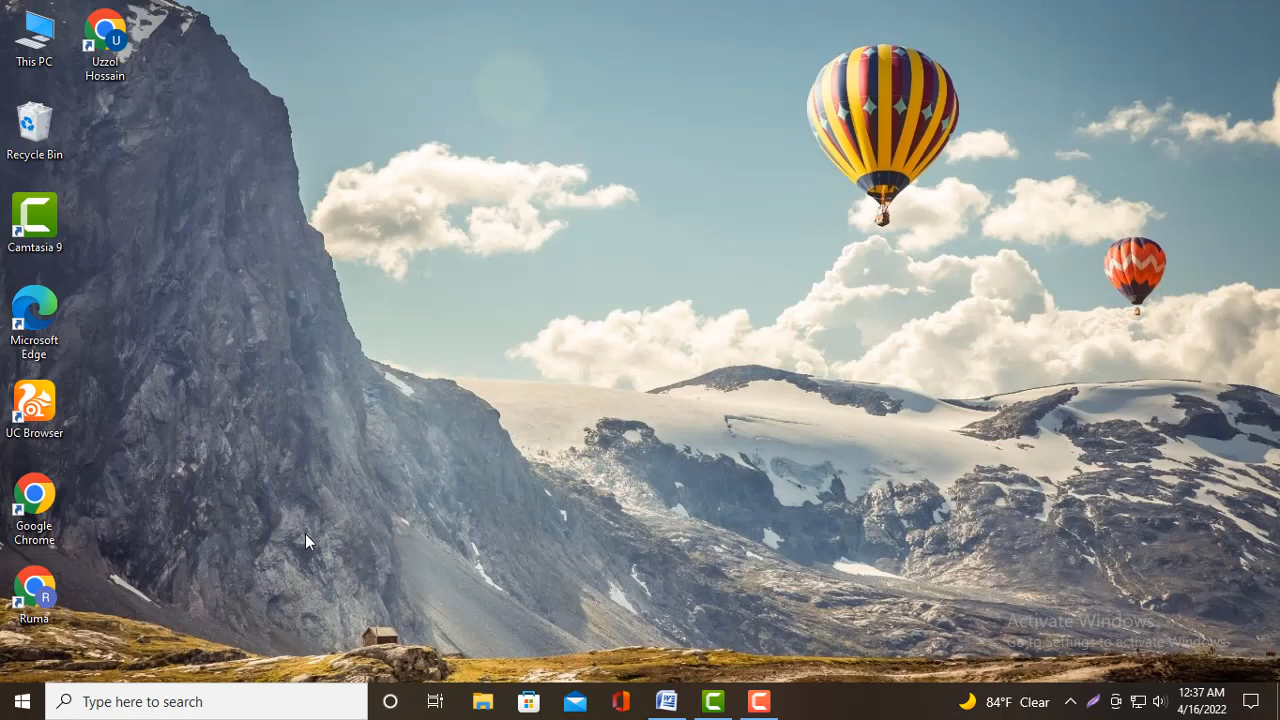 This PC
Uzzol
Hossain
Recycle Bin
Camtasia 9
Microsoft
Edge
UC Browser
Google
Chrome
R
Ruma
U
Activate Windows
Go to Settings to activate Windows.
Type here to search
84°F Clear
12:37 AM
4/16/2022